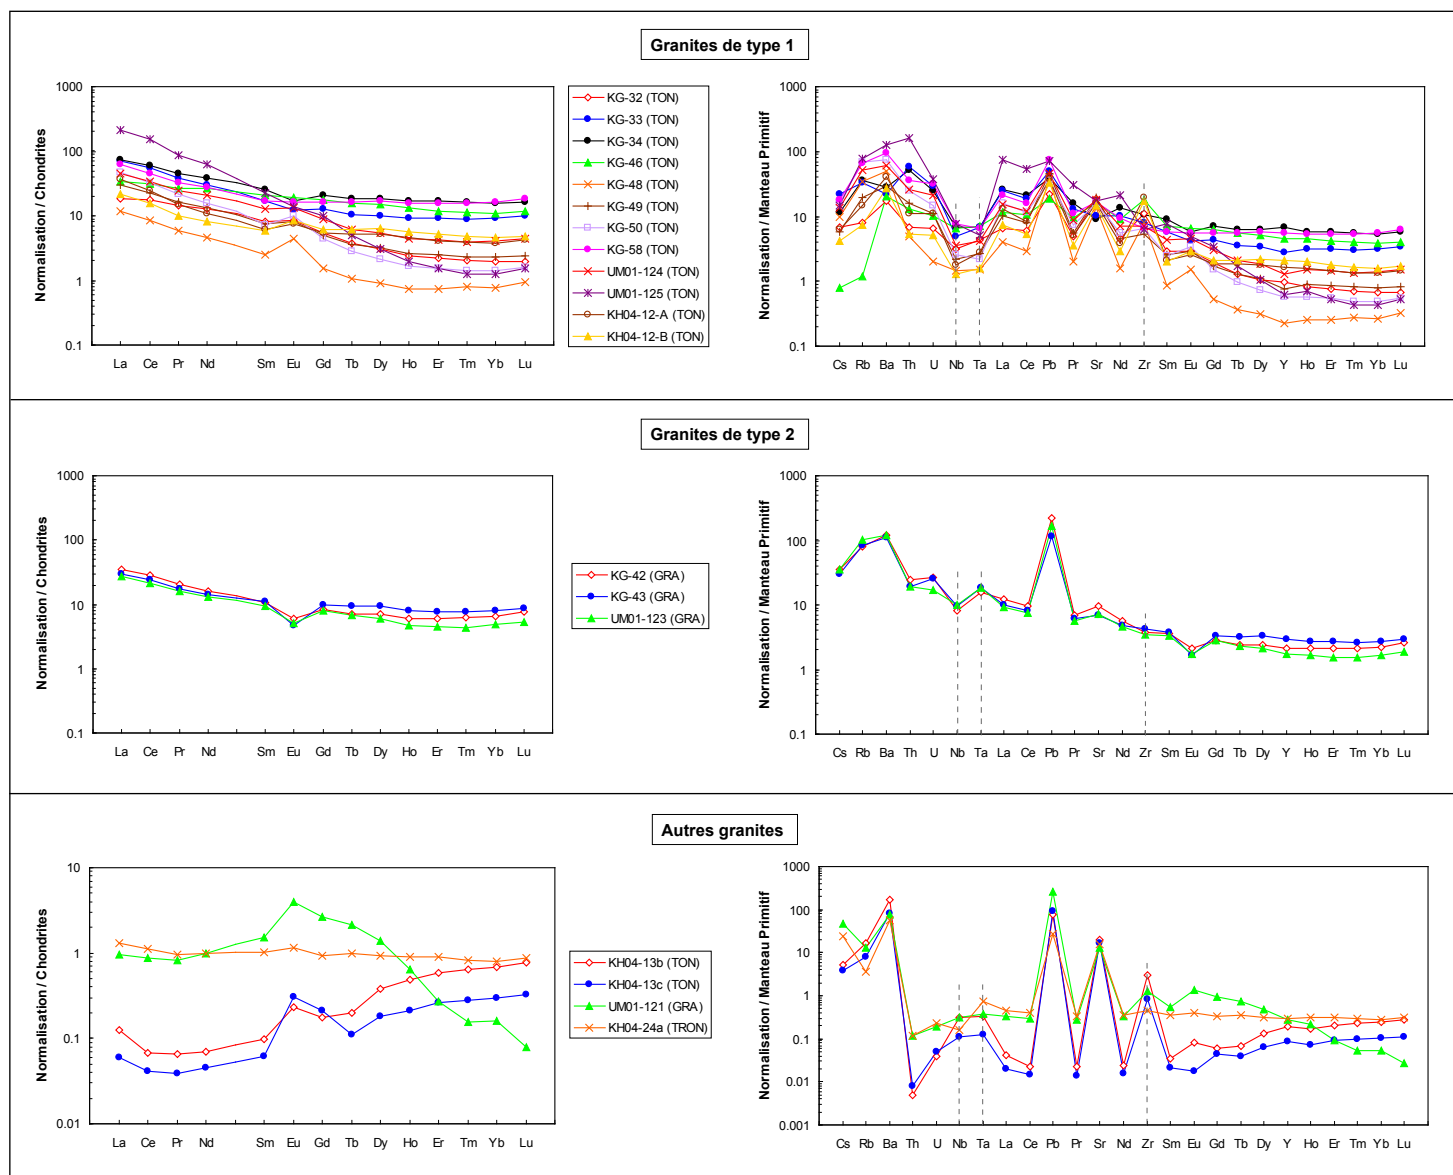 Granites de type 1
Normalisation / Chondrites
1000
100
10
1
0.1
La Ce Pr Nd Sm Eu Gd Tb Dy Ho Er Tm Yb Lu
KG-32 (TON)
KG-33 (TON)
KG-34 (TON)
KG-46 (TON)
KG-48 (TON)
KG-49 (TON)
KG-50 (TON)
KG-58 (TON)
UM01-124 (TON)
UM01-125 (TON)
KH04-12-A (TON)
KH04-12-B (TON)
Normalisation / Manteau Primitif
1000
100
10
1
0.1
Cs Rb Ba Th U Nb Ta La Ce Pb Pr Sr Nd Zr Sm Eu Gd Tb Dy Y Ho Er Tm Yb Lu
Granites de type 2
Normalisation / Chondrites
1000
100
10
1
0.1
La Ce Pr Nd Sm Eu Gd Tb Dy Ho Er Tm Yb Lu
KG-42 (GRA)
KG-43 (GRA)
UM01-123 (GRA)
Normalisation / Manteau Primitif
1000
100
10
1
0.1
Cs Rb Ba Th U Nb Ta La Ce Pb Pr Sr Nd Zr Sm Eu Gd Tb Dy Y Ho Er Tm Yb Lu
Autres granites
Normalisation / Chondrites
10
1
0.1
0.01
La Ce Pr Nd Sm Eu Gd Tb Dy Ho Er Tm Yb Lu
KH04-13b (TON)
KH04-13c (TON)
UM01-121 (GRA)
KH04-24a (TRON)
Normalisation / Manteau Primitif
1000
100
10
1
0.1
0.01
0.001
Cs Rb Ba Th U Nb Ta La Ce Pb Pr Sr Nd Zr Sm Eu Gd Tb Dy Y Ho Er Tm Yb Lu